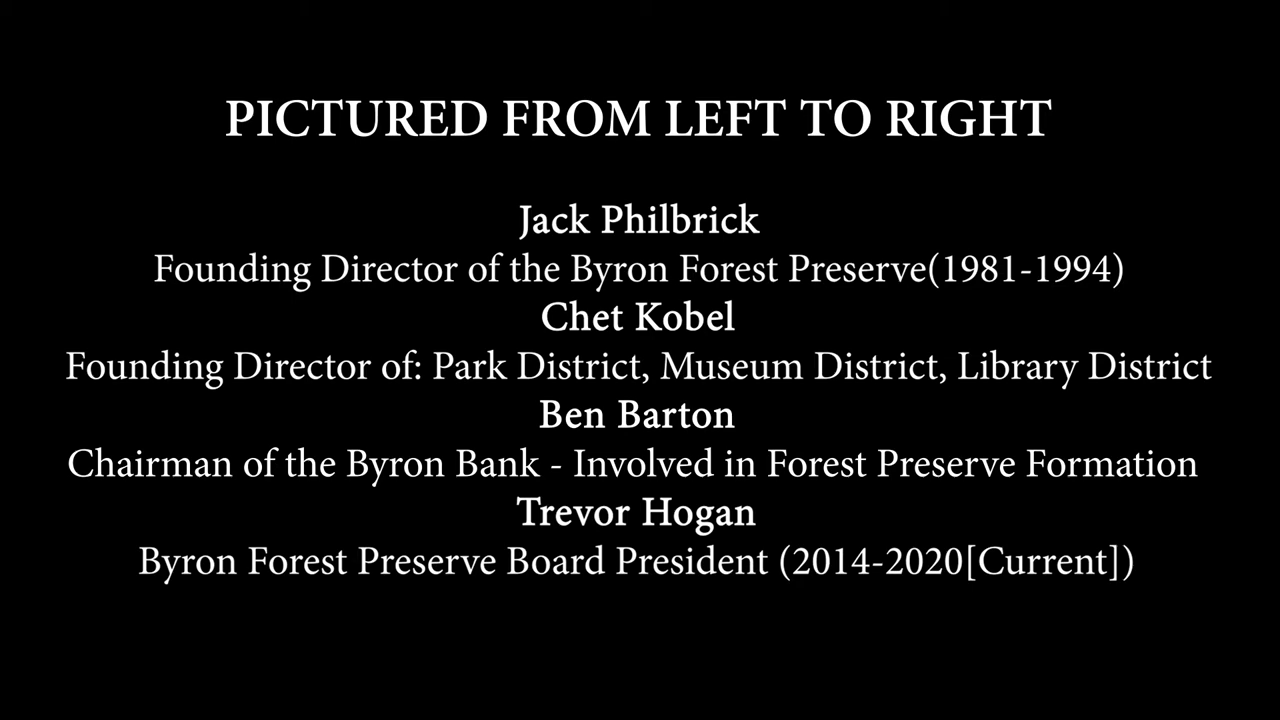 PICTURED FROM LEFT TO RIGHT
Jack Philbrick
Founding Director of the Byron Forest Preserve(1981-1994)
Chet Kobel
Founding Director of: Park District, Museum District, Library District
Ben Barton
Chairman of the Byron Bank - Involved in Forest Preserve Formation
Trevor Hogan
Byron Forest Preserve Board President (2014-2020[Current])